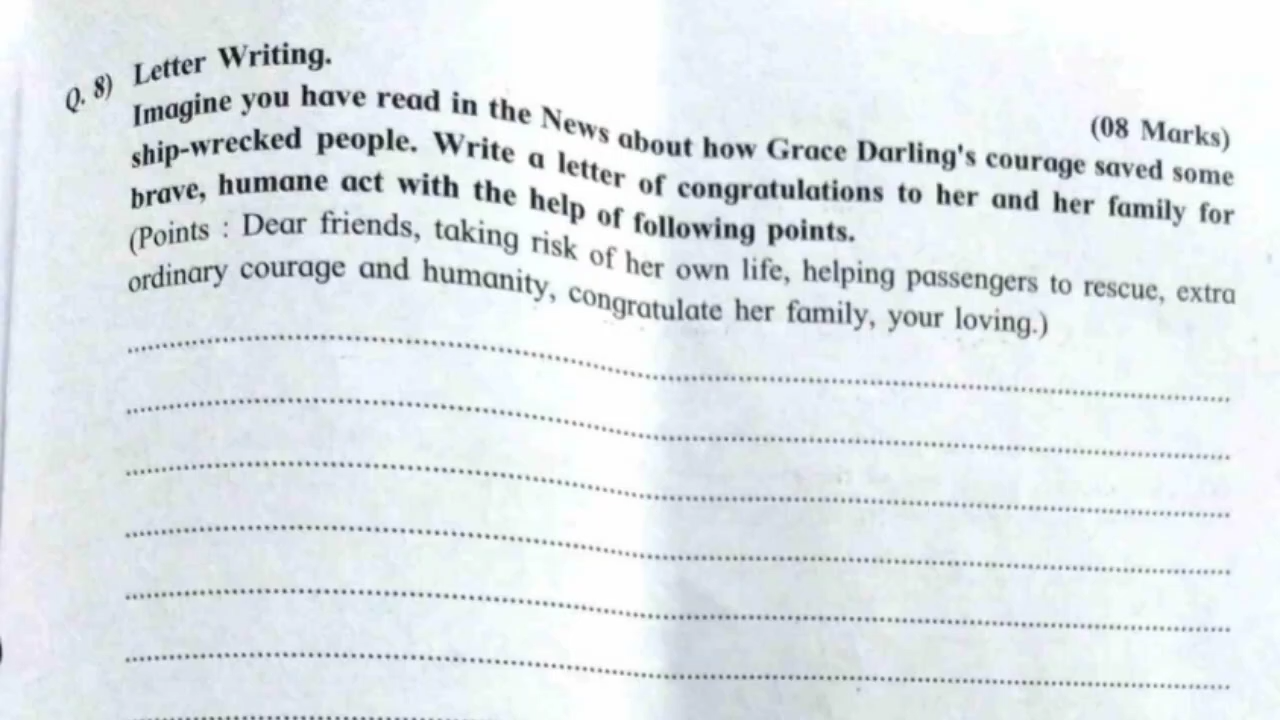 Q. 8) Letter Writing.
(08 Marks)
Imagine you have read in the News about how Grace Darling's courage saved some
ship-wrecked people. Write a letter of congratulations to her and her family for
brave, humane act with the help of following points.
(Points : Dear friends, taking risk of her own life, helping passengers to rescue, extra
ordinary courage and humanity, congratulate her family, your loving.)